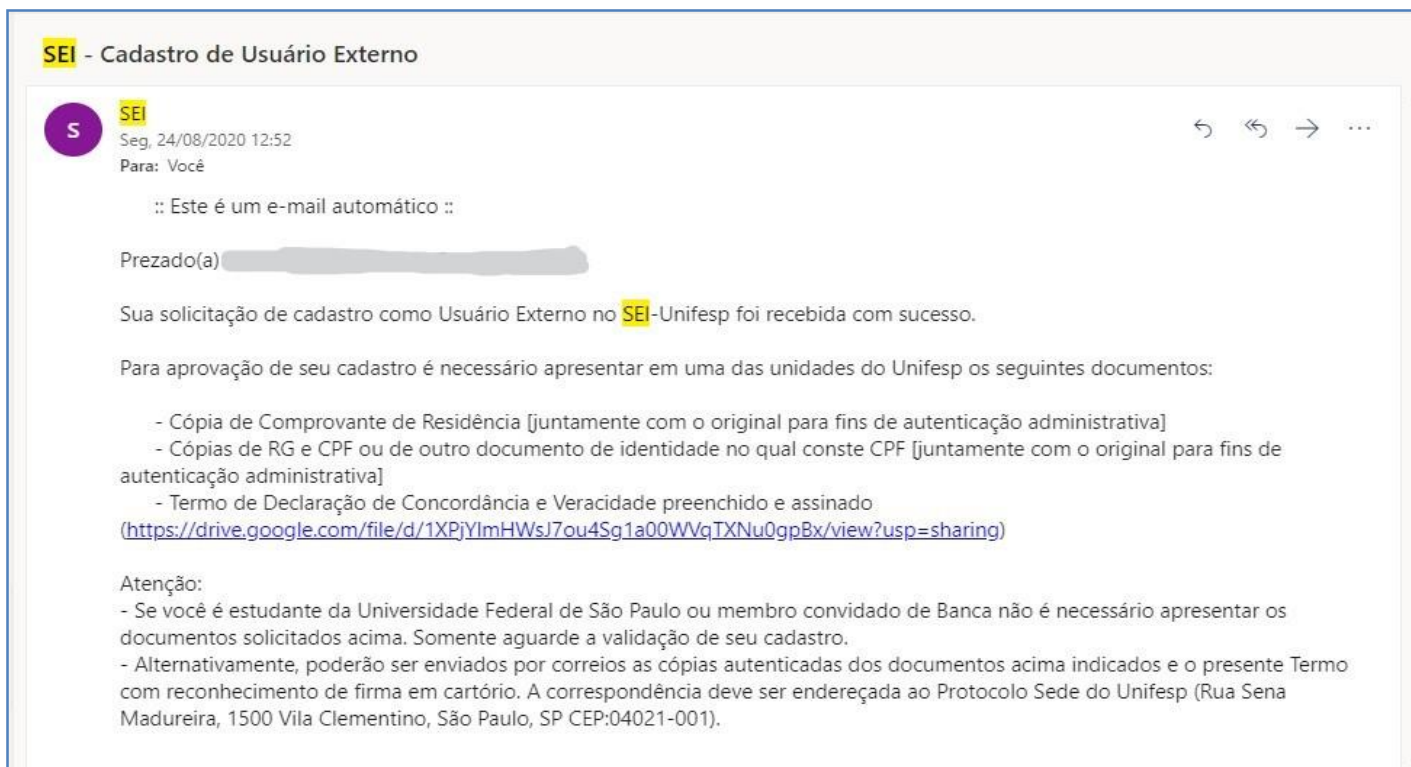 SEI - Cadastro de Usuário Externo
S
SEI
Seg, 24/08/2020 12:52
Para: Você
:: Este é um e-mail automático ::
Prezado(a)
Sua solicitação de cadastro como Usuário Externo no SEI-Unifesp foi recebida com sucesso.
Para aprovação de seu cadastro é necessário apresentar em uma das unidades do Unifesp os seguintes documentos:
- Cópia de Comprovante de Residência [juntamente com o original para fins de autenticação administrativa]
- Cópias de RG e CPF ou de outro documento de identidade no qual conste CPF [juntamente com o original para fins de
autenticação administrativa]
- Termo de Declaração de Concordância e Veracidade preenchido e assinado
(https://drive.google.com/file/d/1XPjYImHWsJ7ou4Sg1a00WVqTXNu0gpBx/view?usp=sharing)
Atenção:
- Se você é estudante da Universidade Federal de São Paulo ou membro convidado de Banca não é necessário apresentar os
documentos solicitados acima. Somente aguarde a validação de seu cadastro.
- Alternativamente, poderão ser enviados por correios as cópias autenticadas dos documentos acima indicados e o presente Termo
com reconhecimento de firma em cartório. A correspondência deve ser endereçada ao Protocolo Sede do Unifesp (Rua Sena
Madureira, 1500 Vila Clementino, São Paulo, SP CEP:04021-001).